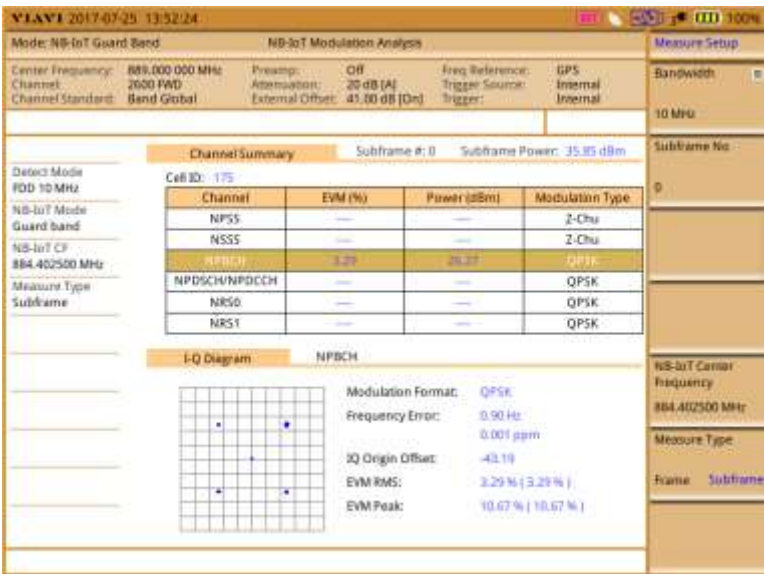 VIAVI 2017-07-25 13:52:24 100%
Mode: NB-IoT Guard Band NB-IoT Modulation Analysis Measure Setup
Center Frequency: 889.000 000 MHz Preamp: Off Freq Reference: GPS
Channel: 2600 FWD Attenuation: 20 dB [A] Trigger Source: Internal
Channel Standard: Band Global External Offset: 41.00 dB [On] Trigger: Internal
Bandwidth
10 MHz
Channel Summary Subframe #: 0 Subframe Power: 35.85 dBm
Subframe No
0
Detect Mode
FDD 10 MHz
NB-IoT Mode
Guard band
NB-IoT CF
884.402500 MHz
Measure Type
Subframe
Cell ID: 175
Channel EVM (%) Power (dBm) Modulation Type
NPSS ---- ---- Z-Chu
NSSS ---- ---- Z-Chu
NPBCH 3.29 QPSK
NPDSCH/NPDCCH ---- ---- QPSK
NRS0 ---- ---- QPSK
NRS1 ---- ---- QPSK
I-Q Diagram NPBCH
Modulation Format: QPSK
Frequency Error: 0.90 Hz
0.001 ppm
IQ Origin Offset: -43.19
EVM RMS: 3.29 % ( 3.29 % )
EVM Peak: 10.67 % ( 10.67 % )
NB-IoT Center
Frequency
884.402500 MHz
Measure Type
Frame Subframe